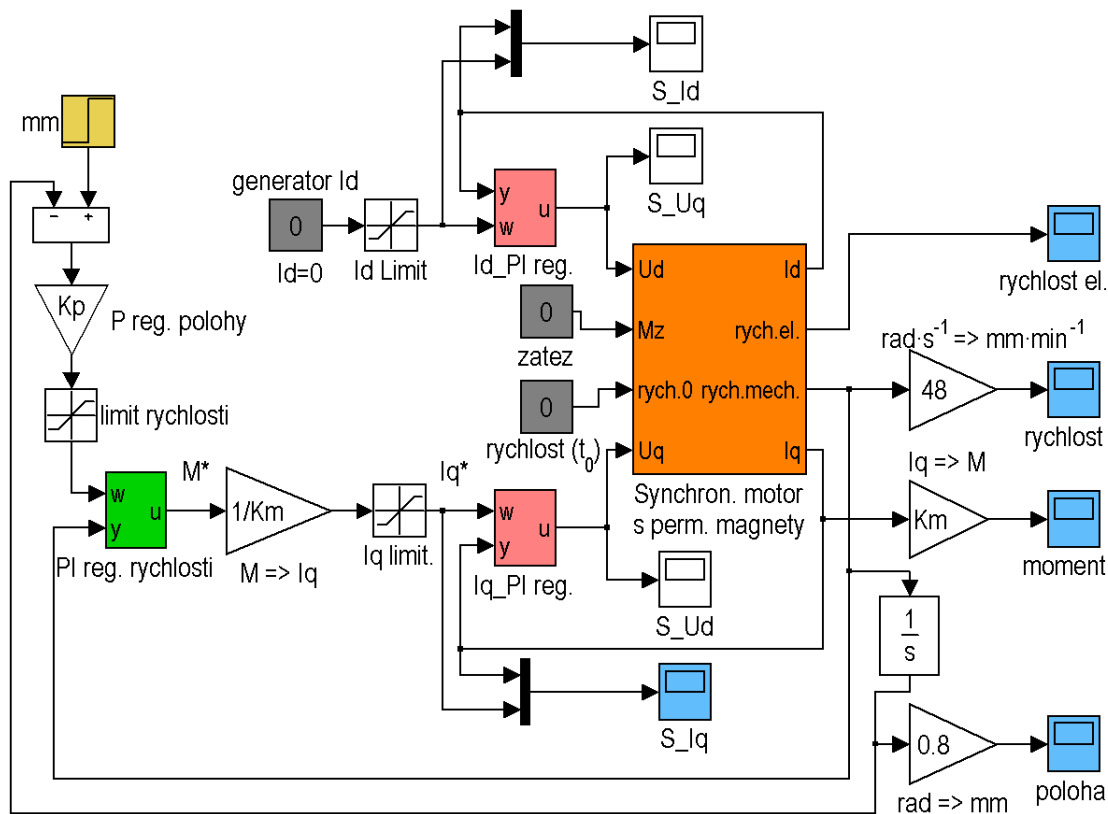 S_Id
mm
− +
Kp
P reg. polohy
limit rychlosti
generator Id
0
Id=0
Id Limit
y
w
u
Id_PI reg.
S_Uq
0
zatez
0
rychlost (t0)
Ud
Mz
rych.0
Uq
Id
rych.el.
rych.mech.
Iq
Synchron. motor
s perm. magnety
rychlost el.
rad·s-1 => mm·min-1
48
rychlost
Iq => M
Km
moment
1
s
0.8
rad => mm
poloha
w
y
u
PI reg. rychlosti
M*
1/Km
M => Iq
Iq*
Iq limit.
w
y
u
Iq_PI reg.
S_Ud
S_Iq